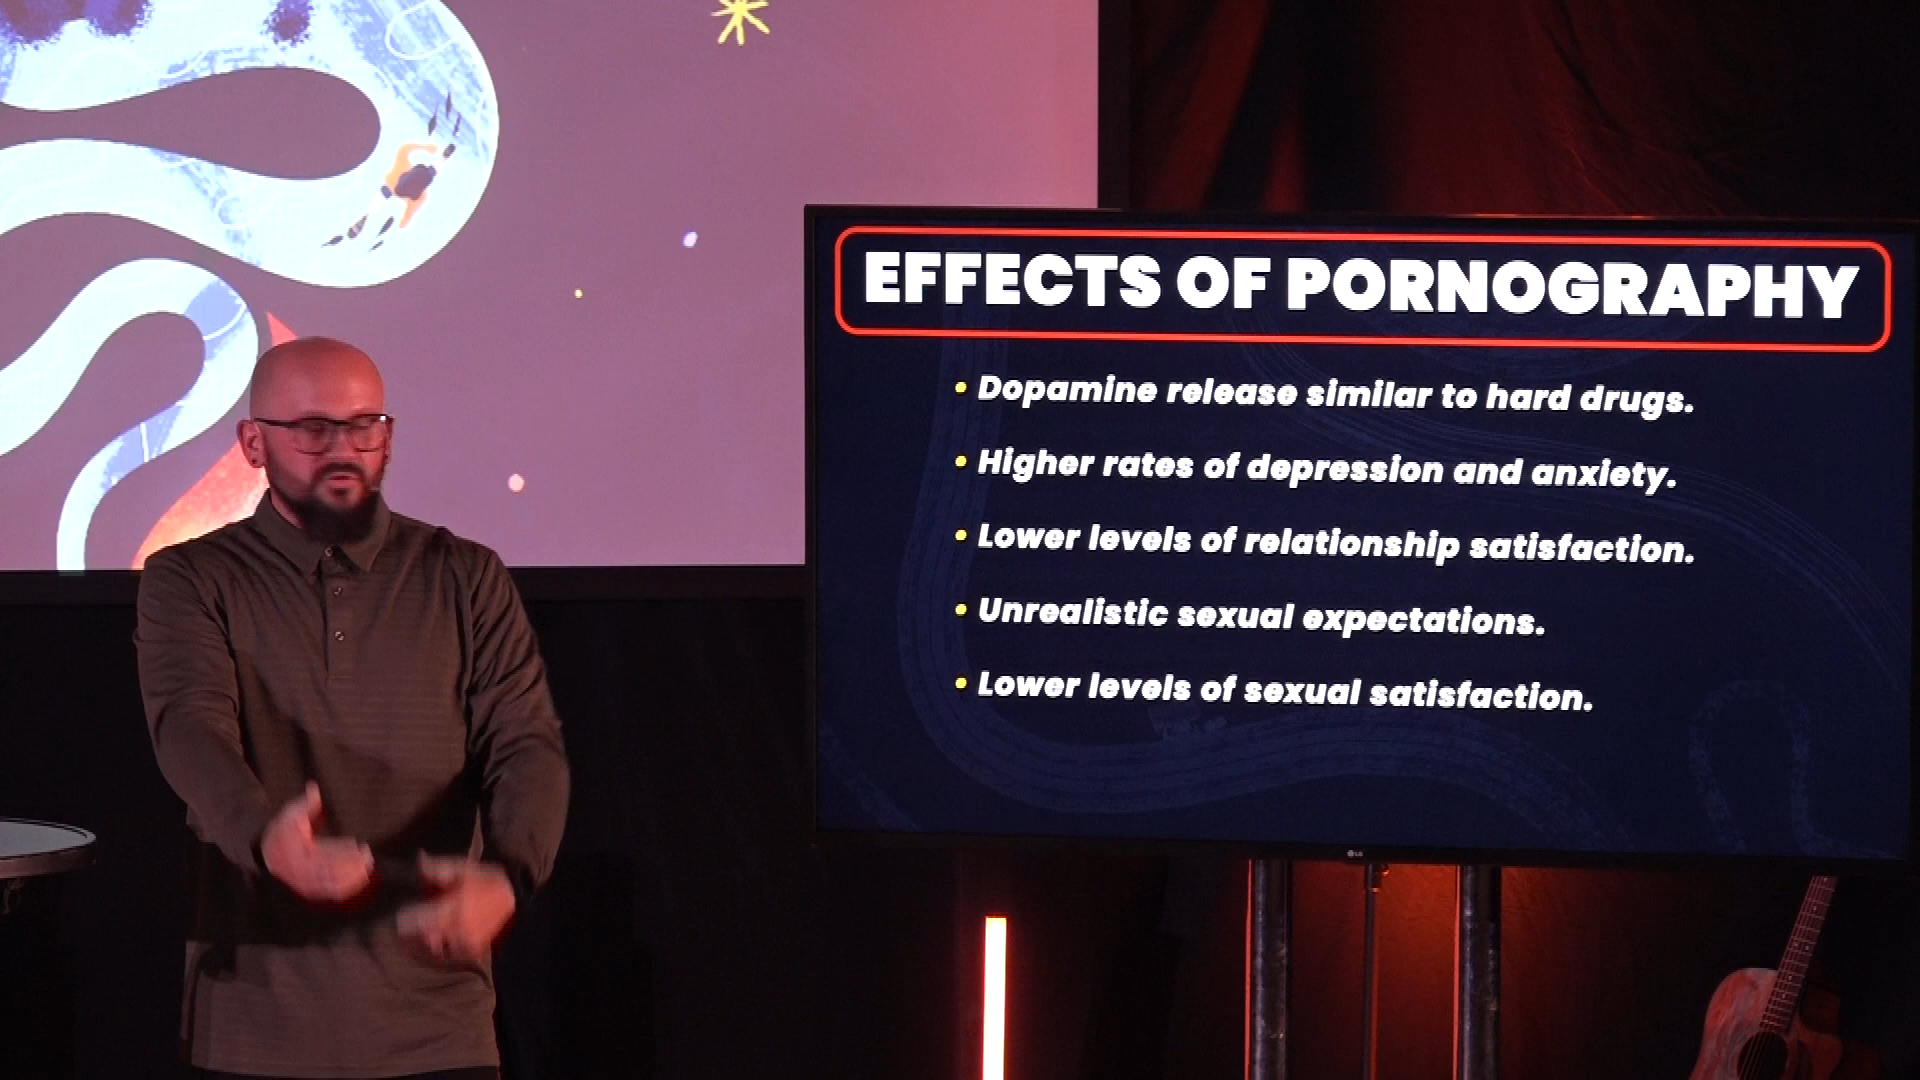 EFFECTS OF PORNOGRAPHY
• Dopamine release similar to hard drugs.
• Higher rates of depression and anxiety.
• Lower levels of relationship satisfaction.
• Unrealistic sexual expectations.
• Lower levels of sexual satisfaction.
LG